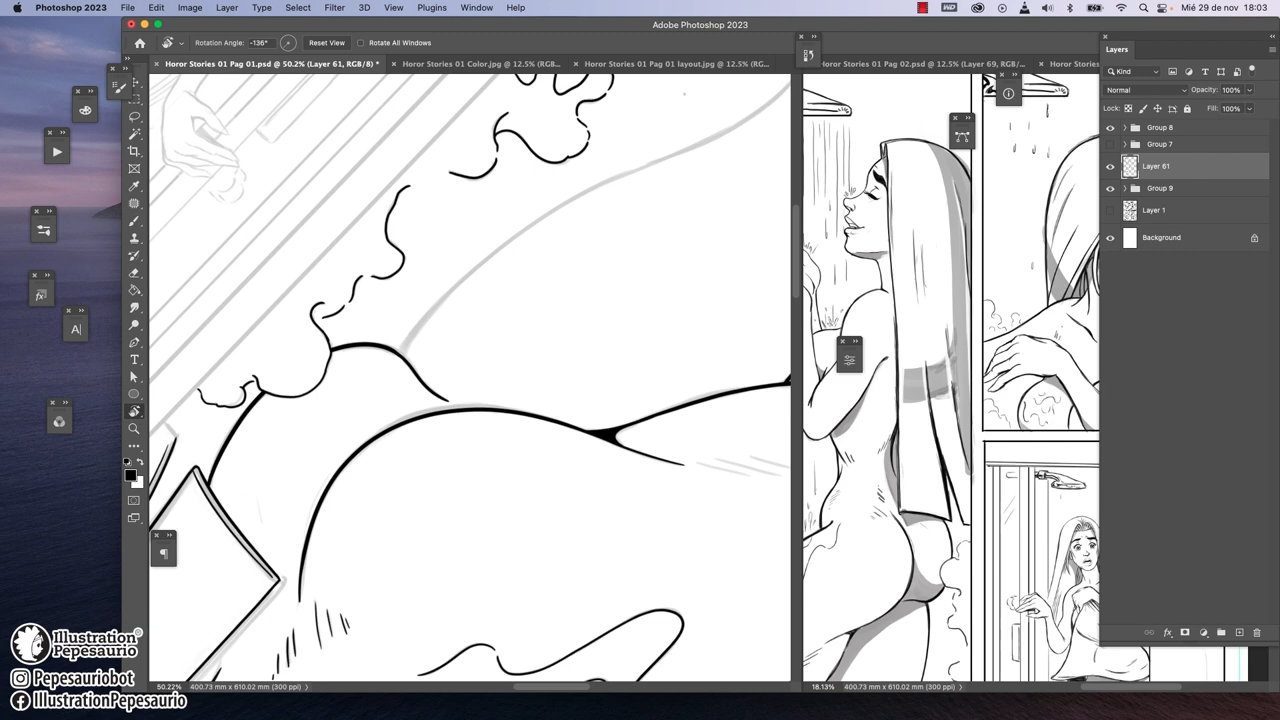 Photoshop 2023 File Edit Image Layer Type Select Filter 3D View Plugins Window Help Mié 29 de nov 18:03
Adobe Photoshop 2023
Rotation Angle: -136° Reset View Rotate All Windows
Horor Stories 01 Pag 01.psd @ 50.2% (Layer 61, RGB/8) * Horor Stories 01 Color.jpg @ 12.5% (RGB... Horor Stories 01 Pag 01 layout.jpg @ 12.5% (RG... Horor Stories 01 Pag 02.psd @ 12.5% (Layer 69, RGB/... Horor Stories
Layers
Kind
Normal Opacity: 100%
Lock: Fill: 100%
Group 8
Group 7
Layer 61
Group 9
Layer 1
Background
50.22% 400.73 mm x 610.02 mm (300 ppi)
18.13% 400.73 mm x 610.02 mm (300 ppi)
Illustration
Pepesaurio
Pepesauriobot
IllustrationPepesaurio